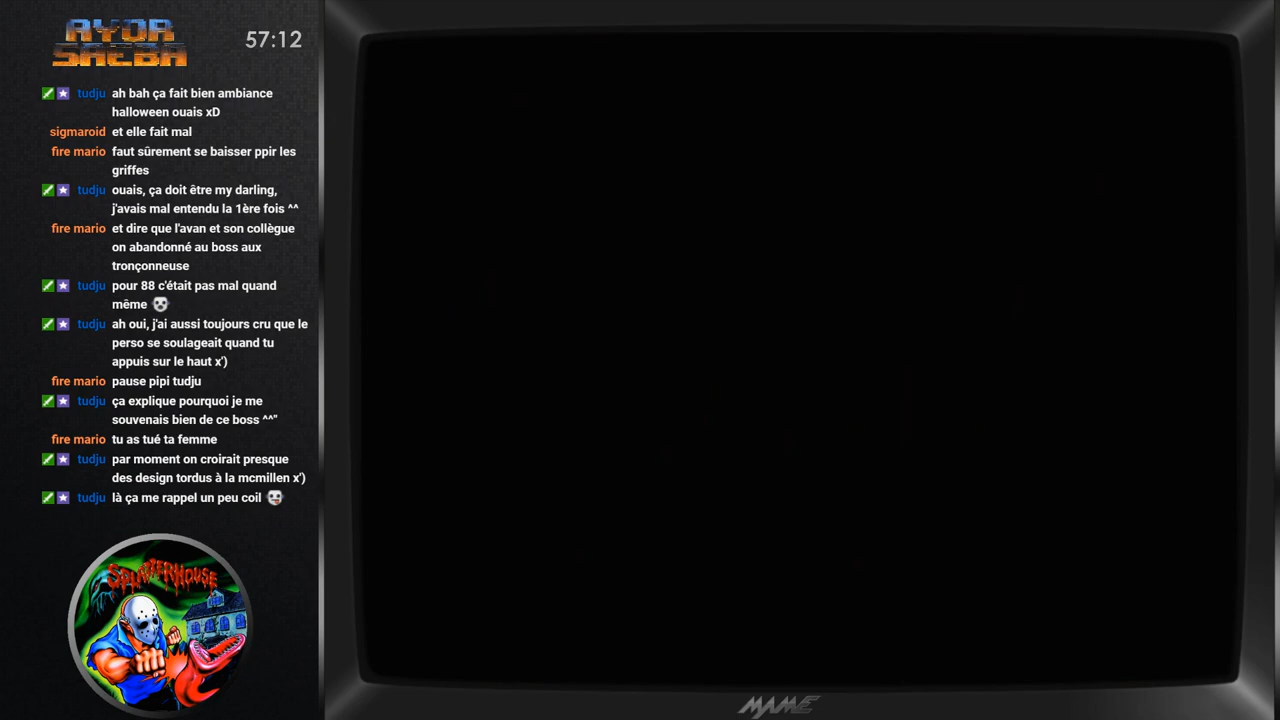 RYOR
SAEBA
57:12
tudju ah bah ça fait bien ambiance
halloween ouais xD
sigmaroid et elle fait mal
fire mario faut sûrement se baisser ppir les
griffes
tudju ouais, ça doit être my darling,
j'avais mal entendu la 1ère fois ^^
fire mario et dire que l'avan et son collègue
on abandonné au boss aux
tronçonneuse
tudju pour 88 c'était pas mal quand
même
tudju ah oui, j'ai aussi toujours cru que le
perso se soulageait quand tu
appuis sur le haut x')
fire mario pause pipi tudju
tudju ça explique pourquoi je me
souvenais bien de ce boss ^^"
fire mario tu as tué ta femme
tudju par moment on croirait presque
des design tordus à la mcmillen x')
tudju là ça me rappel un peu coil
SPLATTERHOUSE
MAME